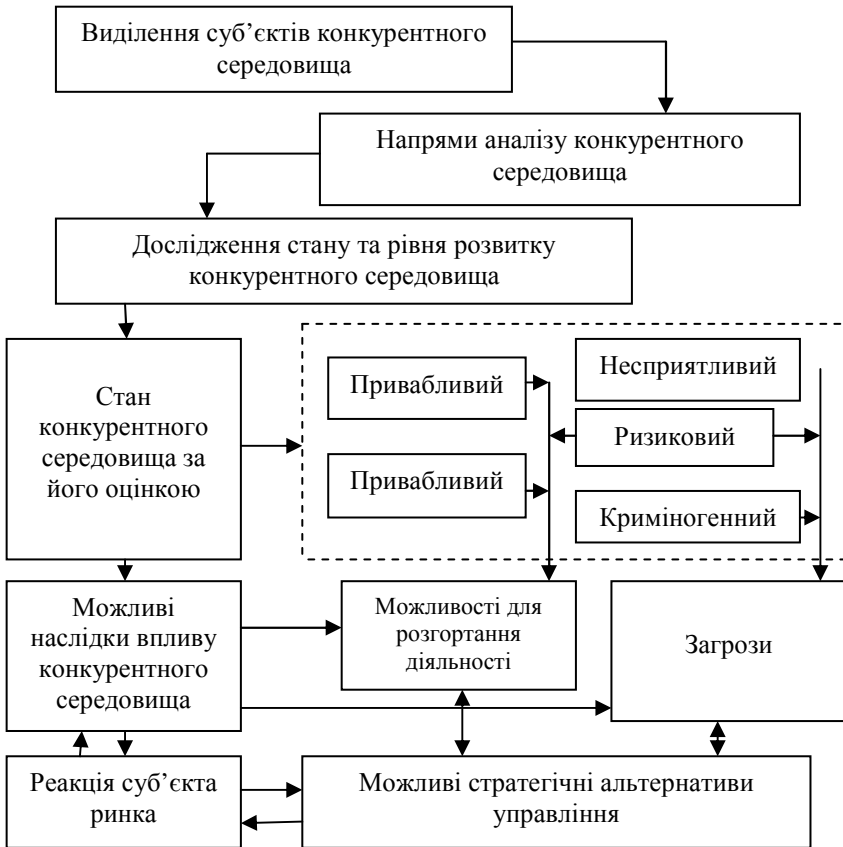 Виділення суб’єктів конкурентного
середовища
Напрями аналізу конкурентного
середовища
Дослідження стану та рівня розвитку
конкурентного середовища
Стан
конкурентного
середовища за
його оцінкою
Привабливий
Несприятливий
Ризиковий
Привабливий
Криміногенний
Можливі
наслідки впливу
конкурентного
середовища
Можливості для
розгортання
діяльності
Загрози
Реакція суб’єкта
ринка
Можливі стратегічні альтернативи
управління